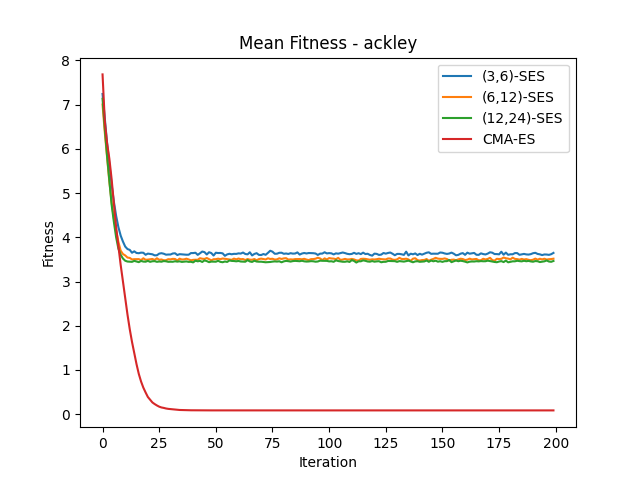 Mean Fitness - ackley
(3,6)-SES
(6,12)-SES
(12,24)-SES
CMA-ES
Fitness
8
7
6
5
4
3
2
1
0
0 25 50 75 100 125 150 175 200
Iteration